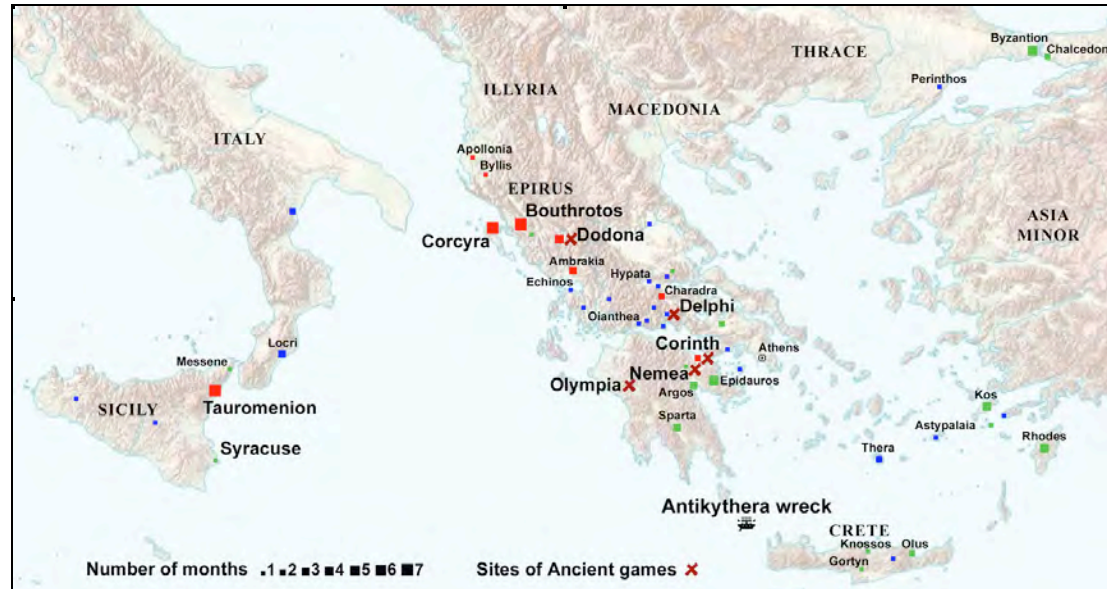 Byzantion
Chalcedon
THRACE
Perinthos
ILLYRIA
MACEDONIA
ITALY
Apollonia
Byllis
EPIRUS
Bouthrotos
ASIA
MINOR
Corcyra
Dodona
Ambrakia
Hypata
Echinos
Charadra
Delphi
Oianthea
Corinth
Athens
Locri
Messene
Nemea
Olympia
Epidauros
Argos
Kos
SICILY
Tauromenion
Sparta
Astypalaia
Rhodes
Syracuse
Thera
Antikythera wreck
CRETE
Knossos
Olus
Gortyn
Number of months 1 2 3 4 5 6 7
Sites of Ancient games